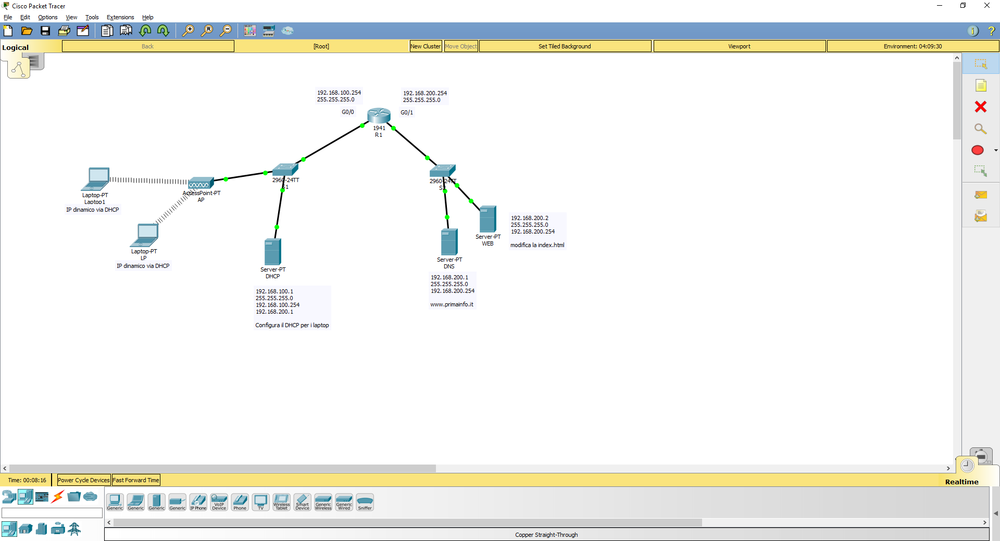 Cisco Packet Tracer
File Edit Options View Tools Extensions Help
Logical
Back
[Root]
New Cluster
Move Object
Set Tiled Background
Viewport
Environment: 04:09:30
192.168.100.254
255.255.255.0
192.168.200.254
255.255.255.0
G0/0
G0/1
1941
R1
2960-24TT
S1
2960-24TT
Laptop-PT
Laptop1
IP dinamico via DHCP
AccessPoint-PT
AP
Laptop-PT
LP
IP dinamico via DHCP
Server-PT
DHCP
192.168.100.1
255.255.255.0
192.168.100.254
192.168.200.1
Configura il DHCP per i laptop
Server-PT
WEB
192.168.200.2
255.255.255.0
192.168.200.254
modifica la index.html
Server-PT
DNS
192.168.200.1
255.255.255.0
192.168.200.254
www.primainfo.it
Time: 00:08:16
Power Cycle Devices
Fast Forward Time
Realtime
Generic
Generic
Generic
Generic
IP Phone
VoIP Device
Phone
TV
Wireless Tablet
Smart Device
Generic Wireless
Generic Wired
Sniffer
Copper Straight-Through